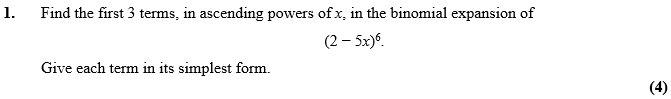 1. Find the first 3 terms, in ascending powers of x, in the binomial expansion of
(2 – 5x)⁶.
Give each term in its simplest form.
(4)